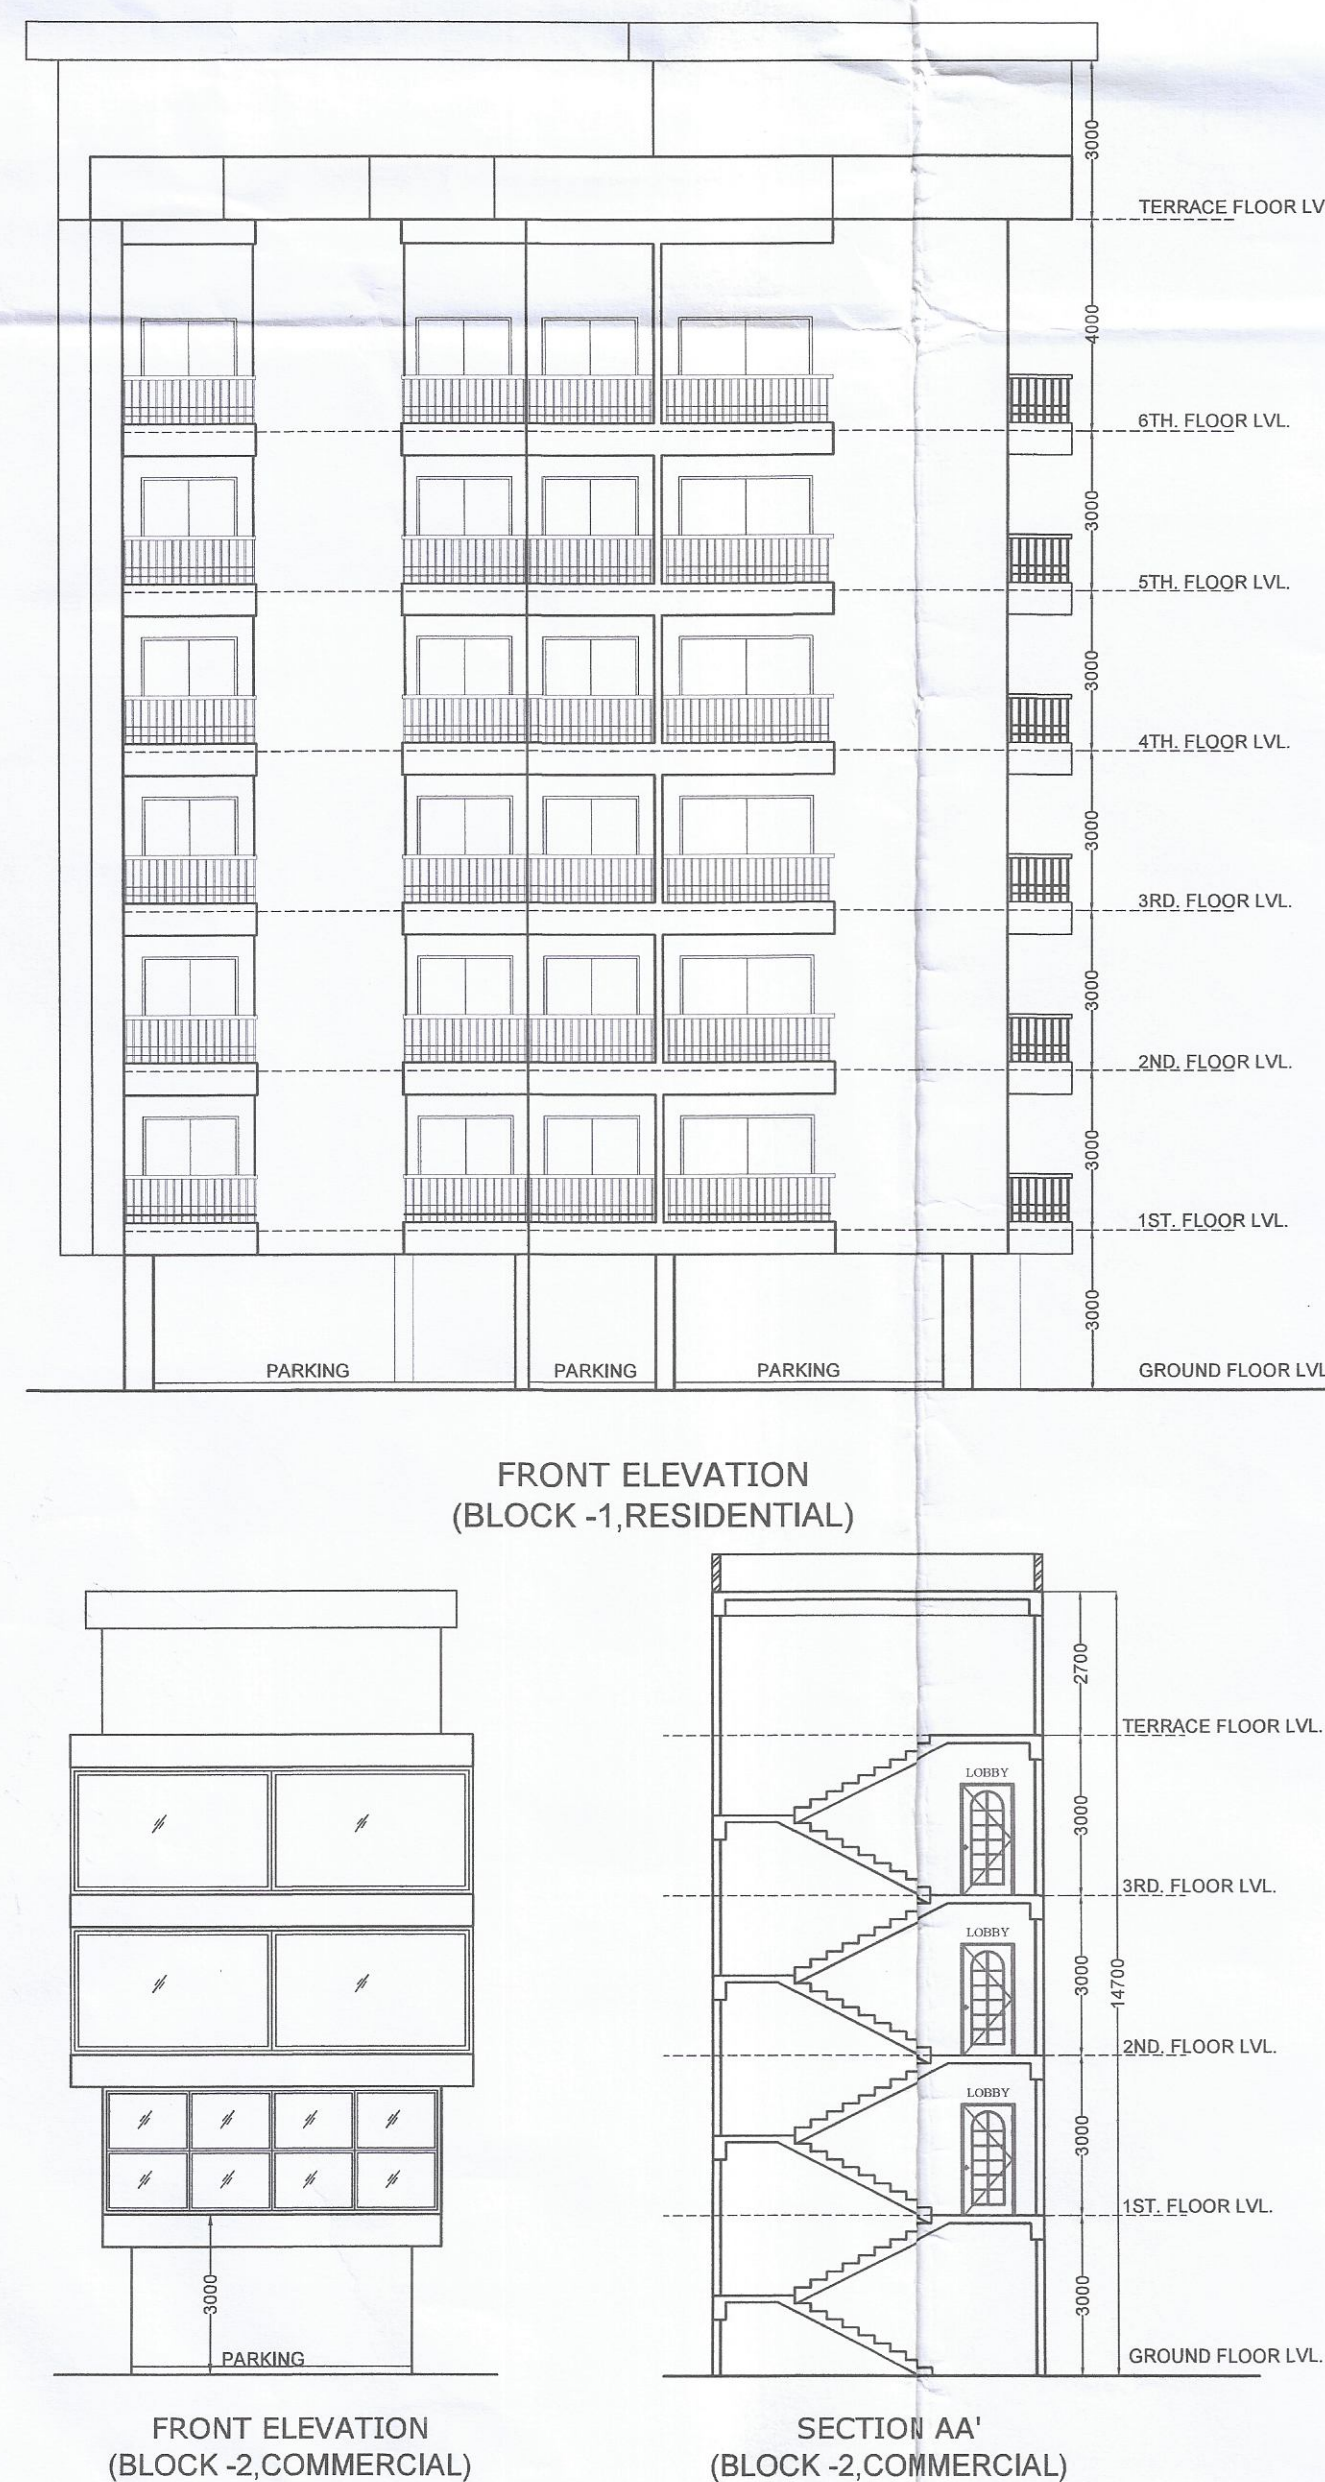 3000
TERRACE FLOOR LV
4000
6TH. FLOOR LVL.
3000
5TH. FLOOR LVL.
3000
4TH. FLOOR LVL.
3000
3RD. FLOOR LVL.
3000
2ND. FLOOR LVL.
3000
1ST. FLOOR LVL.
3000
PARKING PARKING PARKING GROUND FLOOR LVL
FRONT ELEVATION
(BLOCK -1,RESIDENTIAL)
3000
PARKING
FRONT ELEVATION
(BLOCK -2,COMMERCIAL)
2700
TERRACE FLOOR LVL.
LOBBY
3000
3RD. FLOOR LVL.
LOBBY
3000
14700
2ND. FLOOR LVL.
LOBBY
3000
1ST. FLOOR LVL.
3000
GROUND FLOOR LVL.
SECTION AA'
(BLOCK -2,COMMERCIAL)